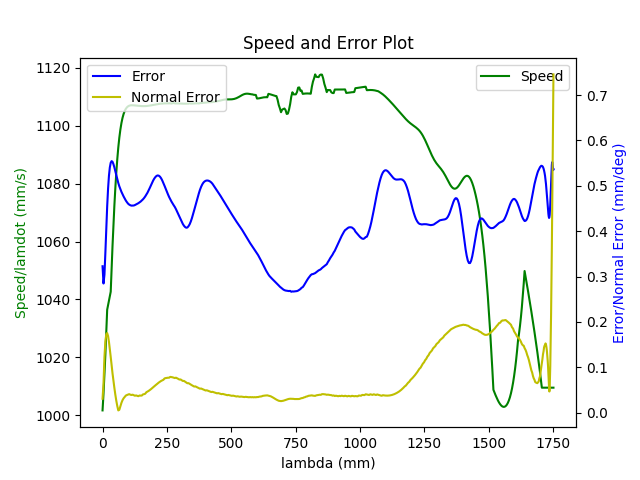 Speed and Error Plot
Error
Normal Error
Speed
Speed/lamdot (mm/s)
1120
1100
1080
1060
1040
1020
1000
0.7
0.6
0.5
0.4
0.3
0.2
0.1
0.0
Error/Normal Error (mm/deg)
0 250 500 750 1000 1250 1500 1750
lambda (mm)